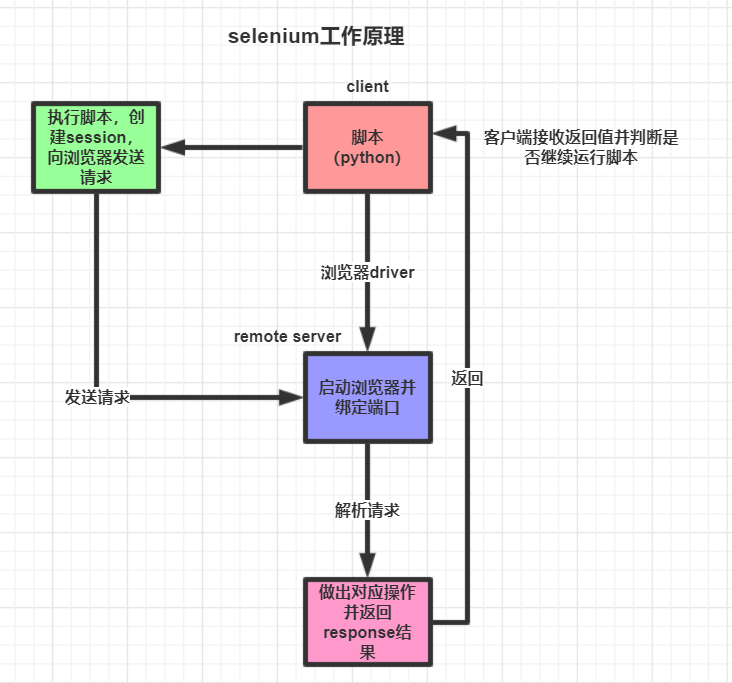 selenium工作原理
client
执行脚本，创
建session，
向浏览器发送
请求
脚本
(python)
客户端接收返回值并判断是
否继续运行脚本
浏览器driver
remote server
启动浏览器并
绑定端口
返回
发送请求
解析请求
做出对应操作
并返回
response结
果